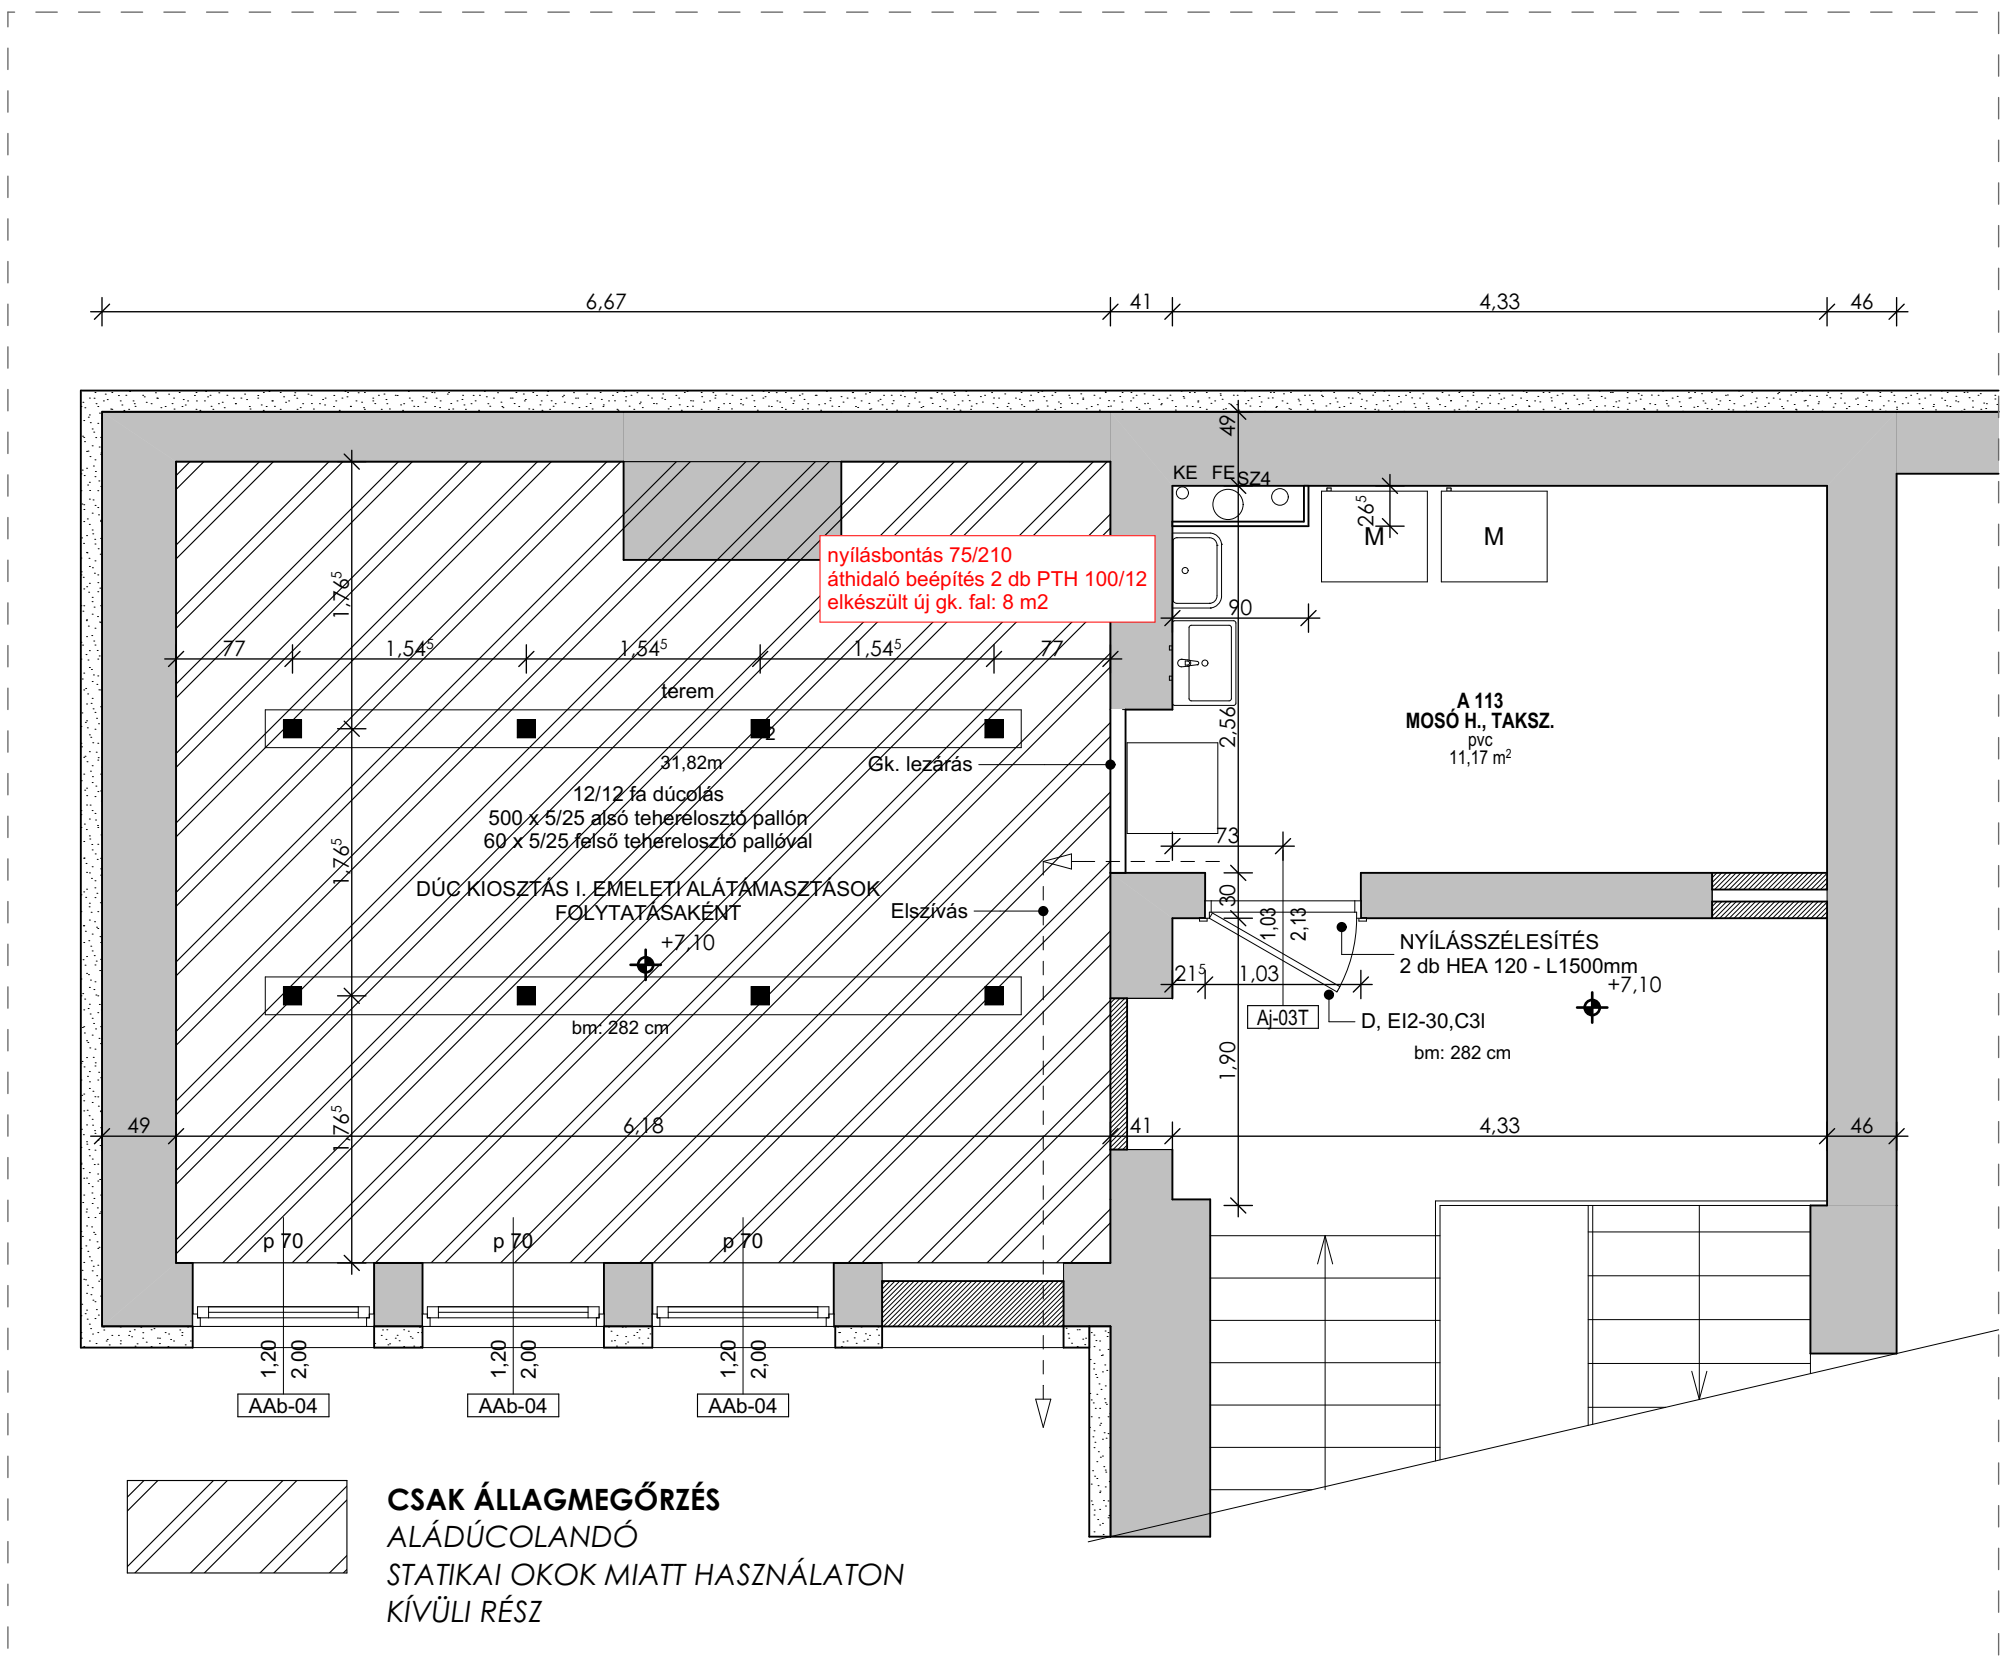 6,67
41
4,33
46
49
KE FE SZ4
26⁵
M
M
nyílásbontás 75/210
áthidaló beépítés 2 db PTH 100/12
elkészült új gk. fal: 8 m2
1,76⁵
90
77
1,54⁵
1,54⁵
1,54⁵
77
terem
A 113
MOSÓ H., TAKSZ.
pvc
11,17 m²
2,56
2
31,82m
Gk. lezárás
12/12 fa dúcolás
500 x 5/25 alsó teherelosztó pallón
60 x 5/25 felső teherelosztó pallóval
73
1,76⁵
DÚC KIOSZTÁS I. EMELETI ALÁTÁMASZTÁSOK
FOLYTATÁSAKÉNT
Elszívás
30
1,03
2,13
+7,10
NYÍLÁSSZÉLESÍTÉS
2 db HEA 120 - L1500mm
21⁵
1,03
+7,10
Aj-03T
D, EI2-30,C3l
bm: 282 cm
bm: 282 cm
1,90
1,76⁵
49
6,18
41
4,33
46
p 70
p 70
p 70
1,20
2,00
1,20
2,00
1,20
2,00
AAb-04
AAb-04
AAb-04
CSAK ÁLLAGMEGŐRZÉS
ALÁDÚCOLANDÓ
STATIKAI OKOK MIATT HASZNÁLATON
KÍVÜLI RÉSZ